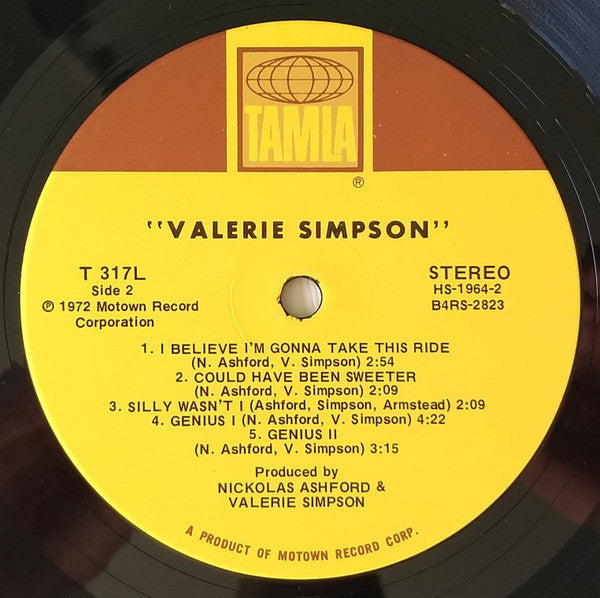 TAMLA
®
"VALERIE SIMPSON"
T 317L
Side 2
℗ 1972 Motown Record
Corporation
STEREO
HS-1964-2
B4RS-2823
1. I BELIEVE I'M GONNA TAKE THIS RIDE
(N. Ashford, V. Simpson) 2:54
2. COULD HAVE BEEN SWEETER
(N. Ashford, V. Simpson) 2:09
3. SILLY WASN'T I (Ashford, Simpson, Armstead) 2:09
4. GENIUS I (N. Ashford, V. Simpson) 4:22
5. GENIUS II
(N. Ashford, V. Simpson) 3:15
Produced by
NICKOLAS ASHFORD &
VALERIE SIMPSON
A PRODUCT OF MOTOWN RECORD CORP.